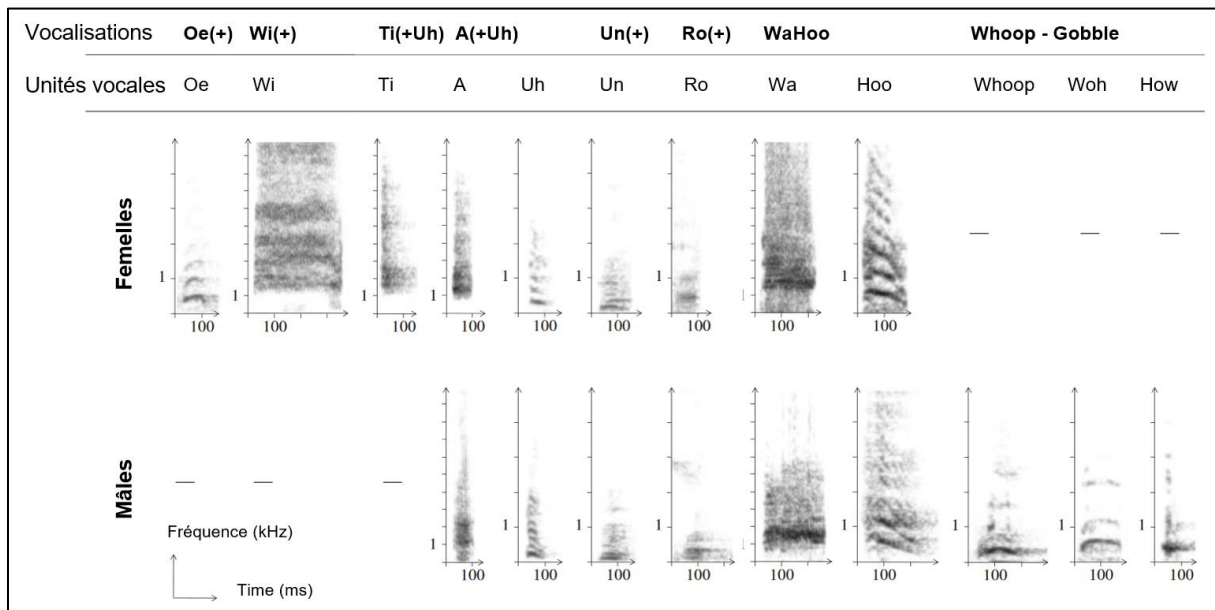 Vocalisations Oe(+) Wi(+) Ti(+Uh) A(+Uh) Un(+) Ro(+) WaHoo Whoop - Gobble
Unités vocales Oe Wi Ti A Uh Un Ro Wa Hoo Whoop Woh How
Femelles
1 1 1 1 1 1 1 1
100 100 100 100 100 100 100 100 100
Mâles
Fréquence (kHz)
1 1 1 1 1 1 1 1
100 100 100 100 100 100 100 100 100
Time (ms)